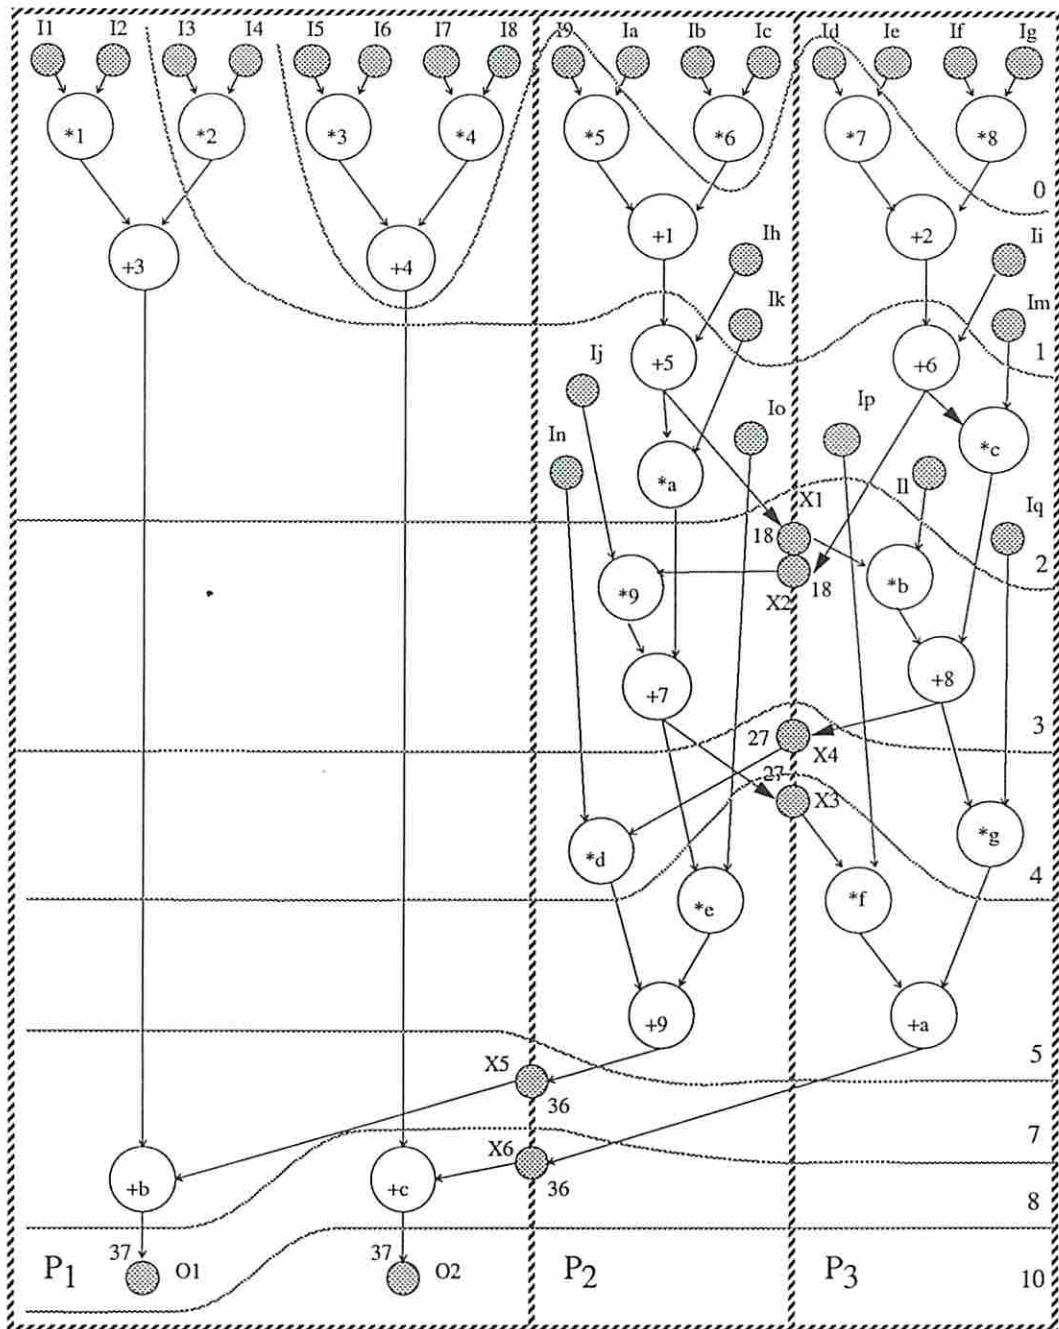 I1 I2 I3 I4 I5 I6 I7 I8 I9 Ia Ib Ic Id Ie If Ig
*1 *2 *3 *4 *5 *6 *7 *8
0
+1 +2
+3 +4
Ih Ii
Ik Im
1
+5 +6
Ij
Io Ip
In
*c
*a
Il
X1 Iq
18
2
*9 X2 18 *b
+7 +8
27 3
X4
27
X3
*d *g
4
*e *f
+9 +a
5
X5
36
7
X6
+b +c
36
8
37 O1 37 O2
P1 P2 P3
10